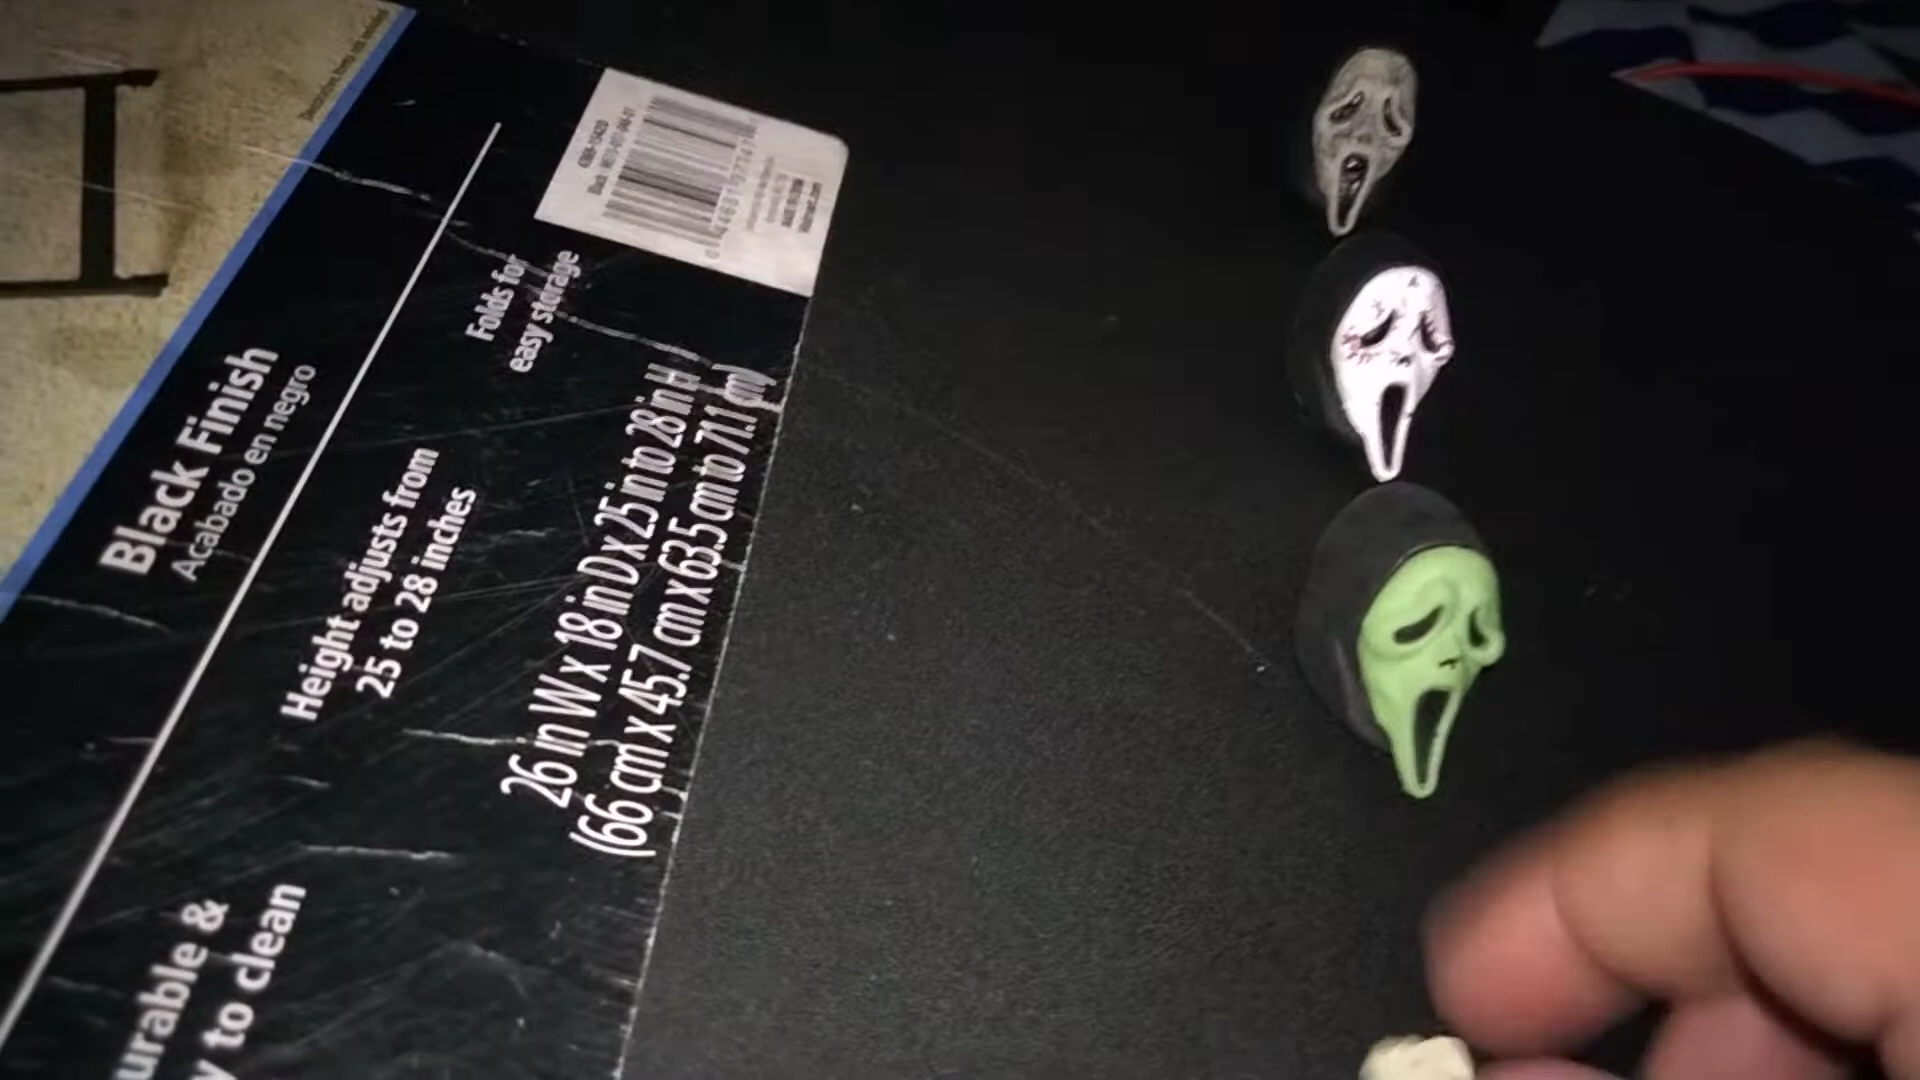 Black Finish
Acabado en negro
Folds for
easy storage
Height adjusts from
25 to 28 inches
26 in W x 18 in D x 25 in to 28 in H
(66 cm x 45.7 cm x 63.5 cm to 71.1 cm)
urable &
y to clean